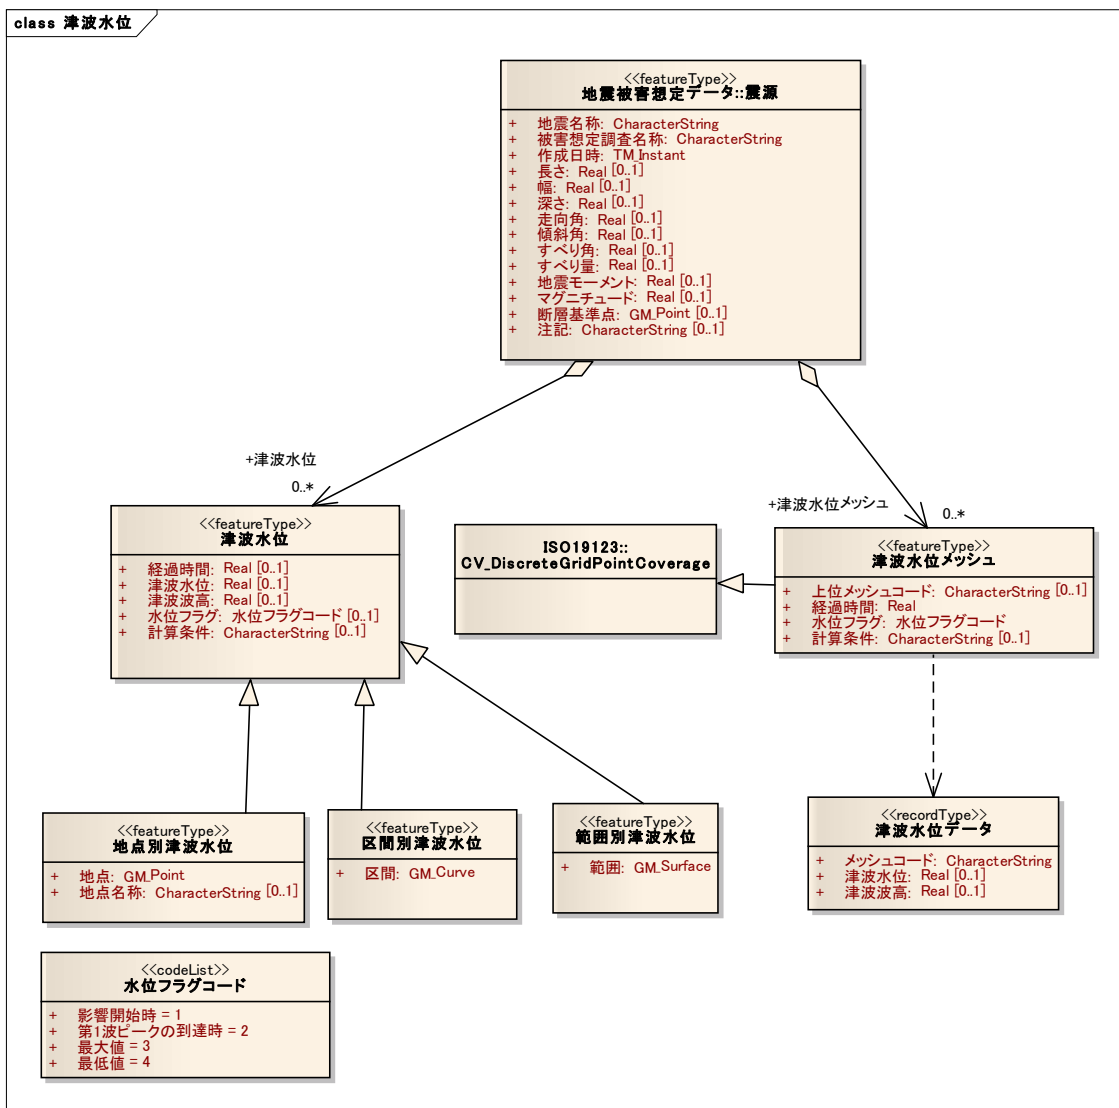 class 津波水位
<<featureType>>
地震被害想定データ::震源
+ 地震名称: CharacterString
+ 被害想定調査名称: CharacterString
+ 作成日時: TM_Instant
+ 長さ: Real [0..1]
+ 幅: Real [0..1]
+ 深さ: Real [0..1]
+ 走向角: Real [0..1]
+ 傾斜角: Real [0..1]
+ すべり角: Real [0..1]
+ すべり量: Real [0..1]
+ 地震モーメント: Real [0..1]
+ マグニチュード: Real [0..1]
+ 断層基準点: GM_Point [0..1]
+ 注記: CharacterString [0..1]
+津波水位
0..*
+津波水位メッシュ
0..*
<<featureType>>
津波水位
+ 経過時間: Real [0..1]
+ 津波水位: Real [0..1]
+ 津波波高: Real [0..1]
+ 水位フラグ: 水位フラグコード [0..1]
+ 計算条件: CharacterString [0..1]
ISO19123::
CV_DiscreteGridPointCoverage
<<featureType>>
津波水位メッシュ
+ 上位メッシュコード: CharacterString [0..1]
+ 経過時間: Real
+ 水位フラグ: 水位フラグコード
+ 計算条件: CharacterString [0..1]
<<featureType>>
地点別津波水位
+ 地点: GM_Point
+ 地点名称: CharacterString [0..1]
<<featureType>>
区間別津波水位
+ 区間: GM_Curve
<<featureType>>
範囲別津波水位
+ 範囲: GM_Surface
<<recordType>>
津波水位データ
+ メッシュコード: CharacterString
+ 津波水位: Real [0..1]
+ 津波波高: Real [0..1]
<<codeList>>
水位フラグコード
+ 影響開始時 = 1
+ 第1波ピークの到達時 = 2
+ 最大値 = 3
+ 最低値 = 4